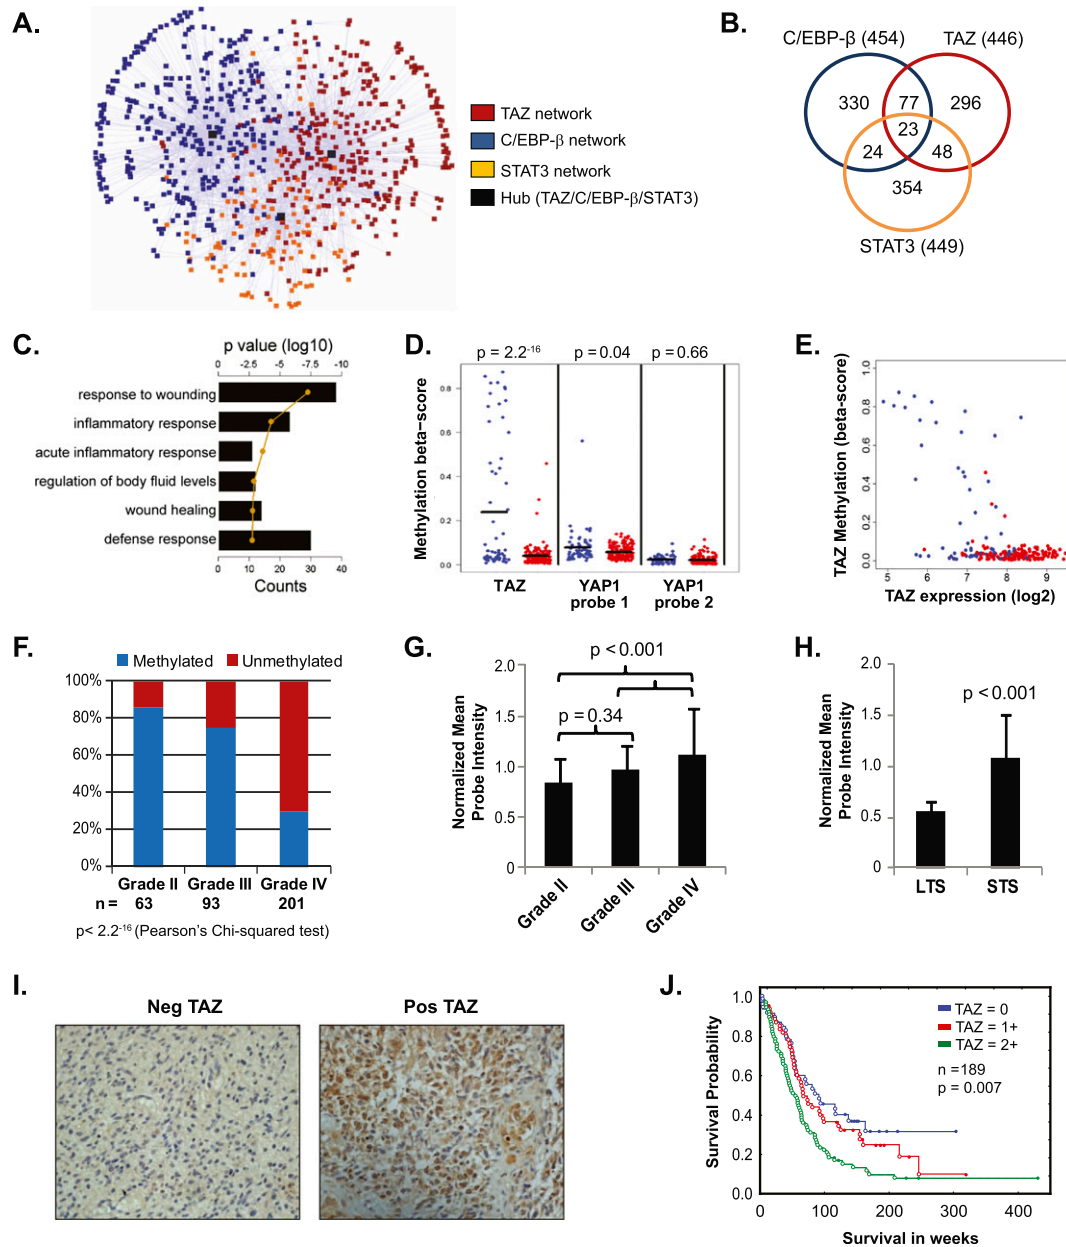 A.
TAZ network
C/EBP-β network
STAT3 network
Hub (TAZ/C/EBP-β/STAT3)
B.
C/EBP-β (454) TAZ (446)
330 77 296
23
24 48
354
STAT3 (449)
C.
p value (log10)
0 -2.5 -5 -7.5 -10
response to wounding
inflammatory response
acute inflammatory response
regulation of body fluid levels
wound healing
defense response
0 10 20 30 40
Counts
D.
p = 2.2-16 p = 0.04 p = 0.66
Methylation beta-score
0.8
0.6
0.4
0.2
0.0
TAZ YAP1 probe 1 YAP1 probe 2
E.
TAZ Methylation (beta-score)
1.0
0.8
0.6
0.4
0.2
0.0
5 6 7 8 9
TAZ expression (log2)
F.
Methylated Unmethylated
100%
80%
60%
40%
20%
0%
Grade II Grade III Grade IV
n = 63 93 201
p< 2.2-16 (Pearson's Chi-squared test)
G.
Normalized Mean
Probe Intensity
p < 0.001
p = 0.34
2.0
1.5
1.0
0.5
0
Grade II Grade III Grade IV
H.
Normalized Mean
Probe Intensity
p < 0.001
2.0
1.5
1.0
0.5
0
LTS STS
I.
Neg TAZ Pos TAZ
J.
Survival Probability
1.0
0.8
0.6
0.4
0.2
0.0
TAZ = 0
TAZ = 1+
TAZ = 2+
n =189
p = 0.007
0 100 200 300 400
Survival in weeks